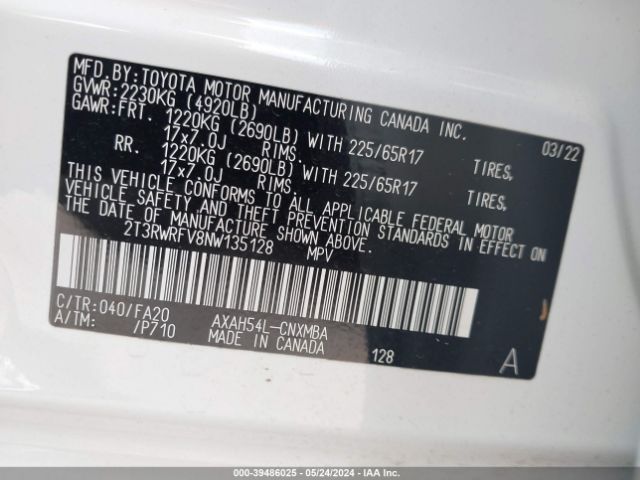 MFD.BY:TOYOTA MOTOR MANUFACTURING CANADA INC.
GVWR:2230KG (4920LB) 03/22
GAWR:FRT. 1220KG (2690LB) WITH 225/65R17 TIRES,
17x7.0J RIMS.
RR. 1220KG (2690LB) WITH 225/65R17 TIRES,
17x7.0J RIMS
THIS VEHICLE CONFORMS TO ALL APPLICABLE FEDERAL MOTOR
VEHICLE SAFETY AND THEFT PREVENTION STANDARDS IN EFFECT ON
THE DATE OF MANUFACTURE SHOWN ABOVE.
2T3RWRFV8NW135128 MPV
C/TR:040/FA20 AXAH54L-CNXMBA
A/TM: /P710 MADE IN CANADA 128 A
© - 39486025 - 05/24/2024 - IAA Inc.